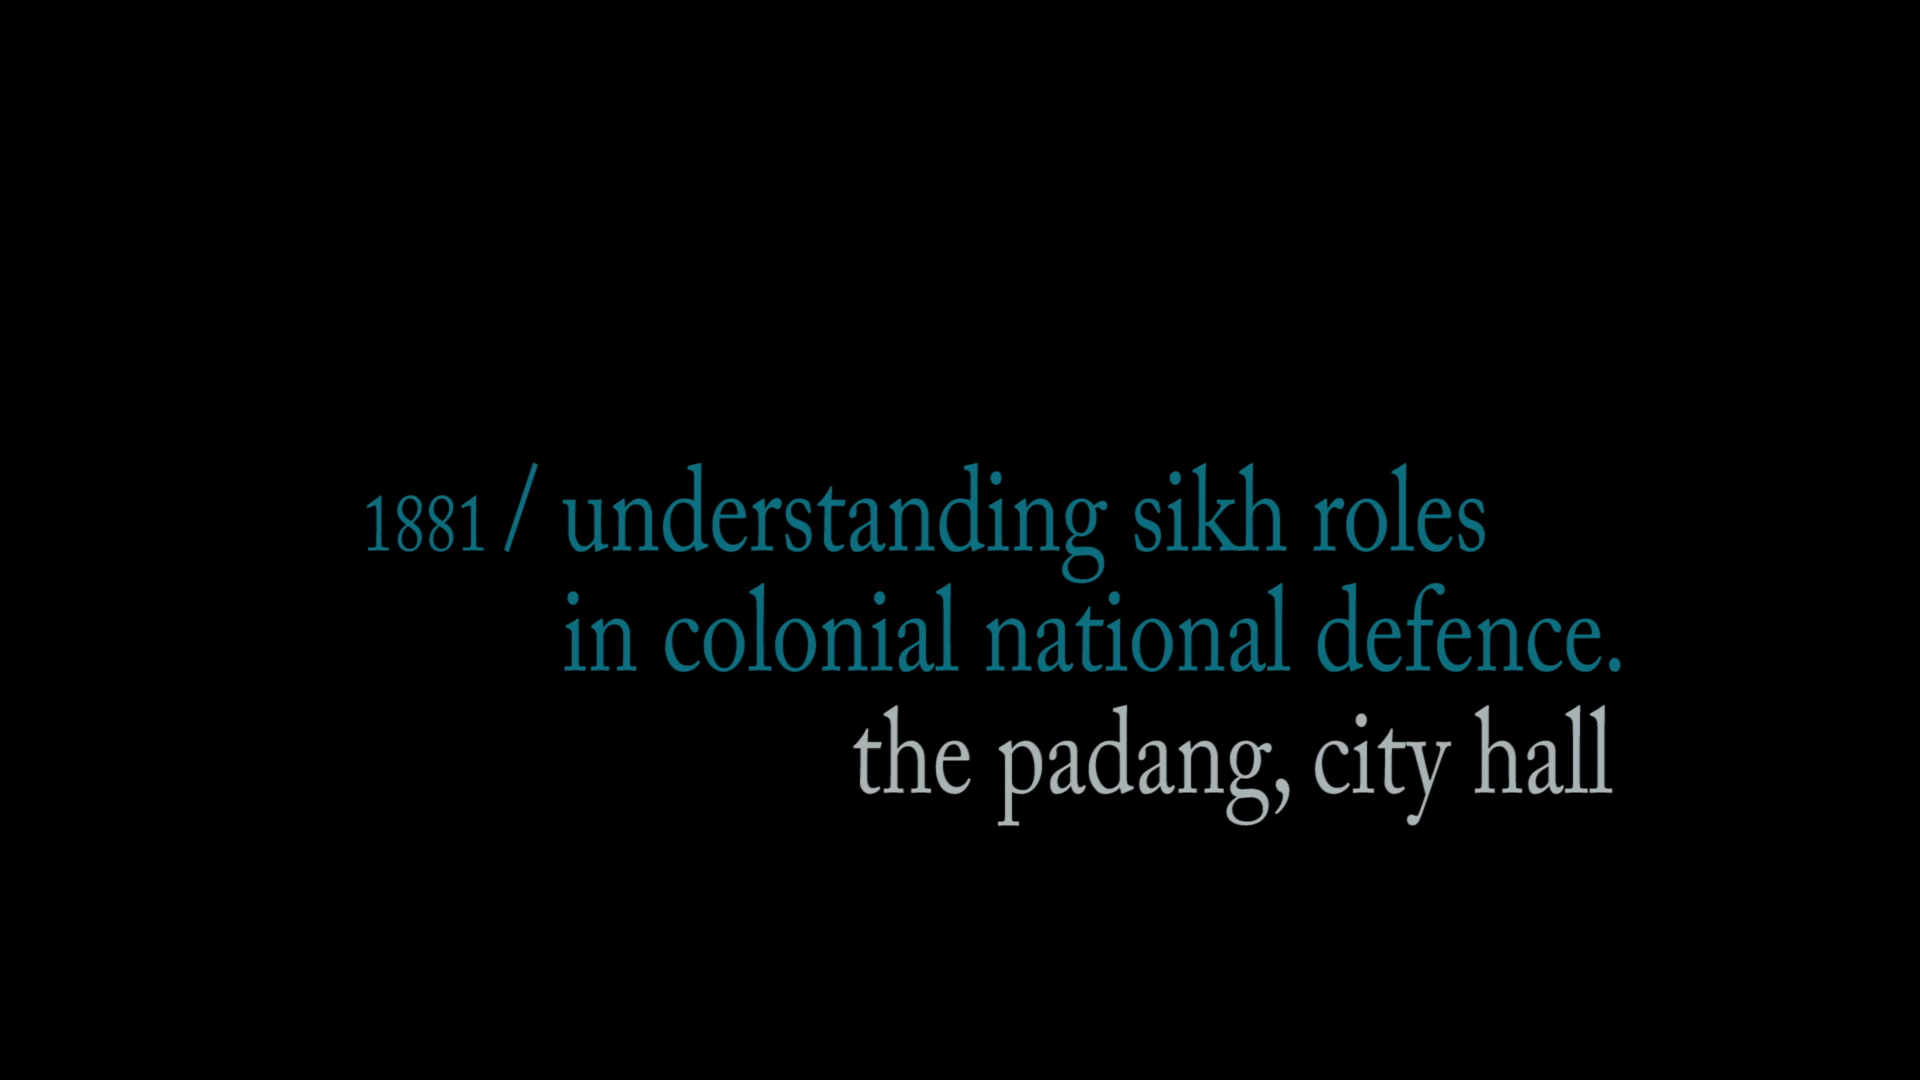 1881 / understanding sikh roles
in colonial national defence.
the padang, city hall